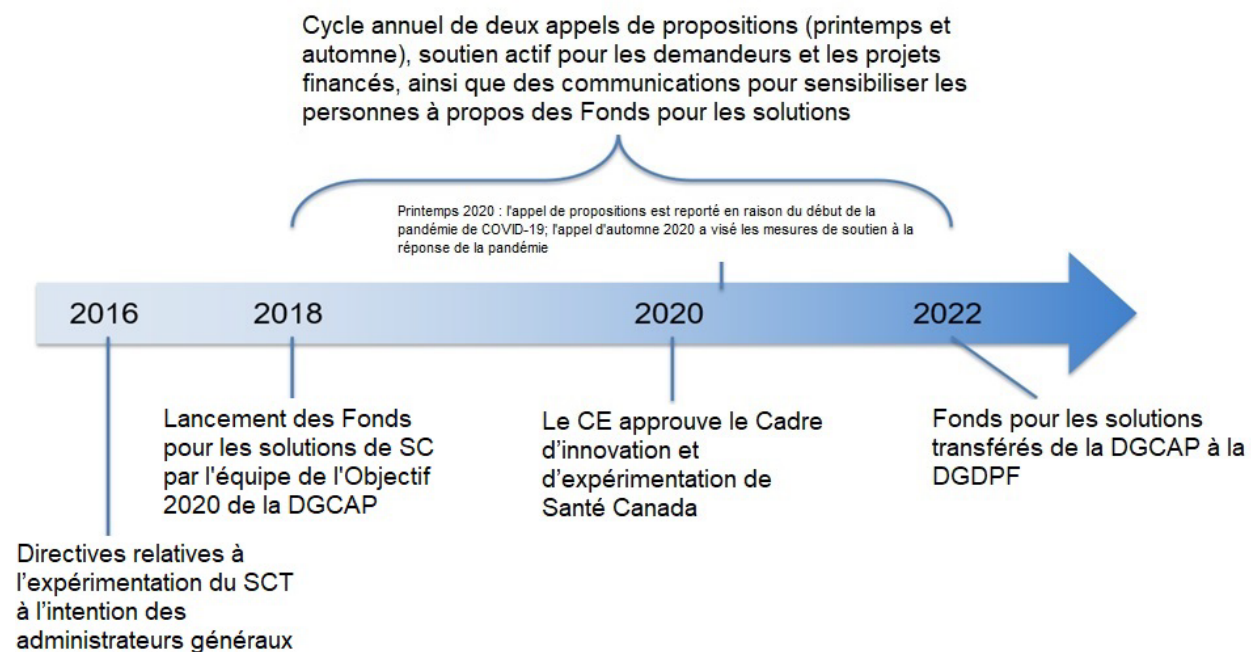 Cycle annuel de deux appels de propositions (printemps et
automne), soutien actif pour les demandeurs et les projets
financés, ainsi que des communications pour sensibiliser les
personnes à propos des Fonds pour les solutions
Printemps 2020 : l'appel de propositions est reporté en raison du début de la
pandémie de COVID-19; l'appel d'automne 2020 a visé les mesures de soutien à la
réponse de la pandémie
2016
2018
2020
2022
Lancement des Fonds
pour les solutions de SC
par l'équipe de l'Objectif
2020 de la DGCAP
Le CE approuve le Cadre
d’innovation et
d’expérimentation de
Santé Canada
Fonds pour les solutions
transférés de la DGCAP à la
DGDPF
Directives relatives à
l’expérimentation du SCT
à l’intention des
administrateurs généraux